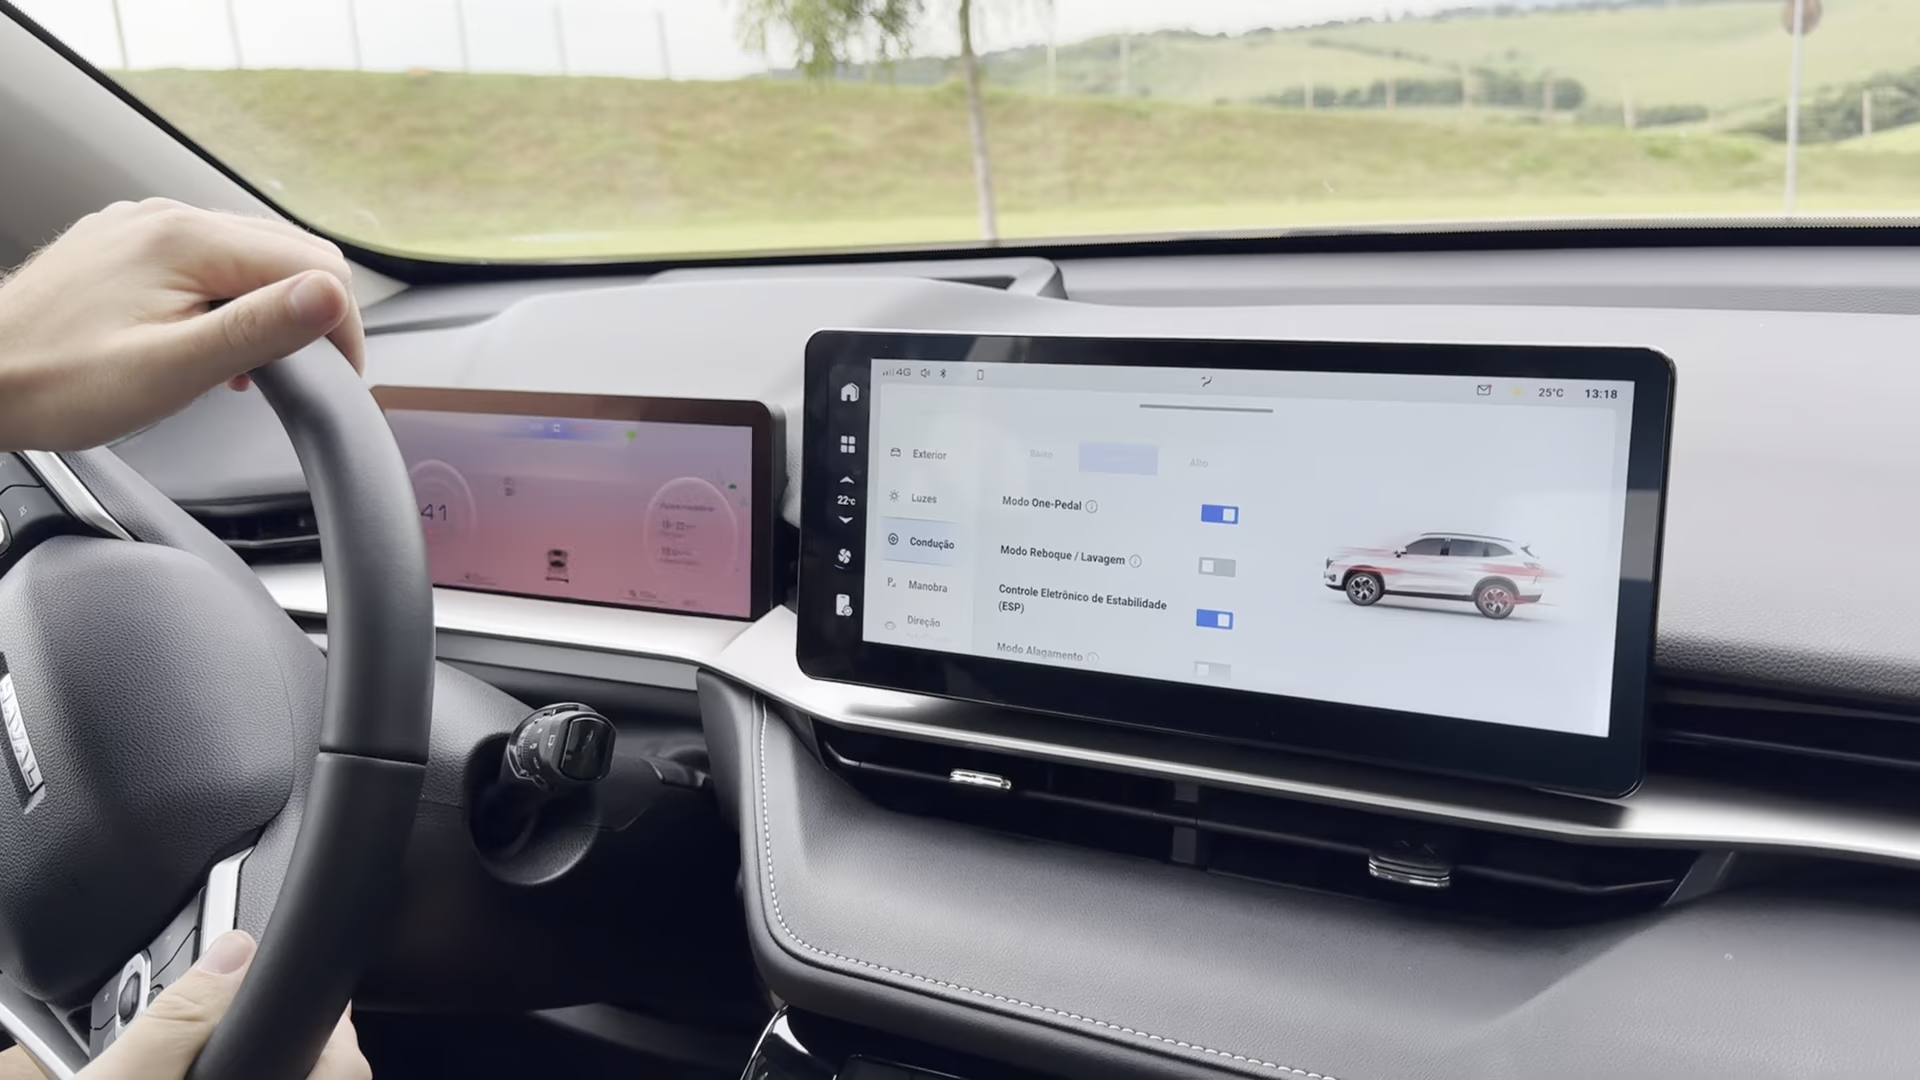 4G
25°C
13:18
Exterior
Baixo
Alto
Luzes
Modo One-Pedal
22°C
Condução
Modo Reboque / Lavagem
Manobra
Controle Eletrônico de Estabilidade
(ESP)
Direção
Modo Alagamento
41
HAVAL